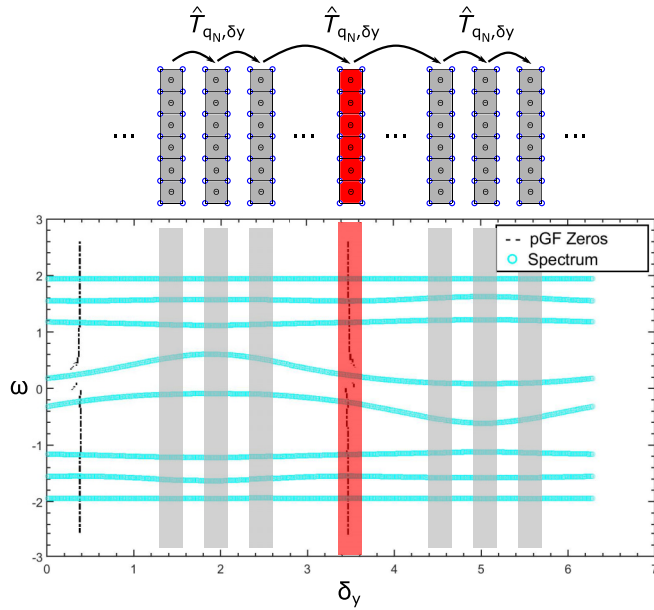 T̂_{q_N,δy} T̂_{q_N,δy} T̂_{q_N,δy} T̂_{q_N,δy}
Θ Θ Θ Θ Θ Θ Θ
Θ Θ Θ Θ Θ Θ Θ
Θ Θ Θ Θ Θ Θ Θ
... Θ Θ Θ ... Θ ... Θ Θ Θ ...
Θ Θ Θ Θ Θ Θ Θ
Θ Θ Θ Θ Θ Θ Θ
3
pGF Zeros
Spectrum
2
1
ω 0
-1
-2
-3
0 1 2 3 4 5 6 7
δ_y